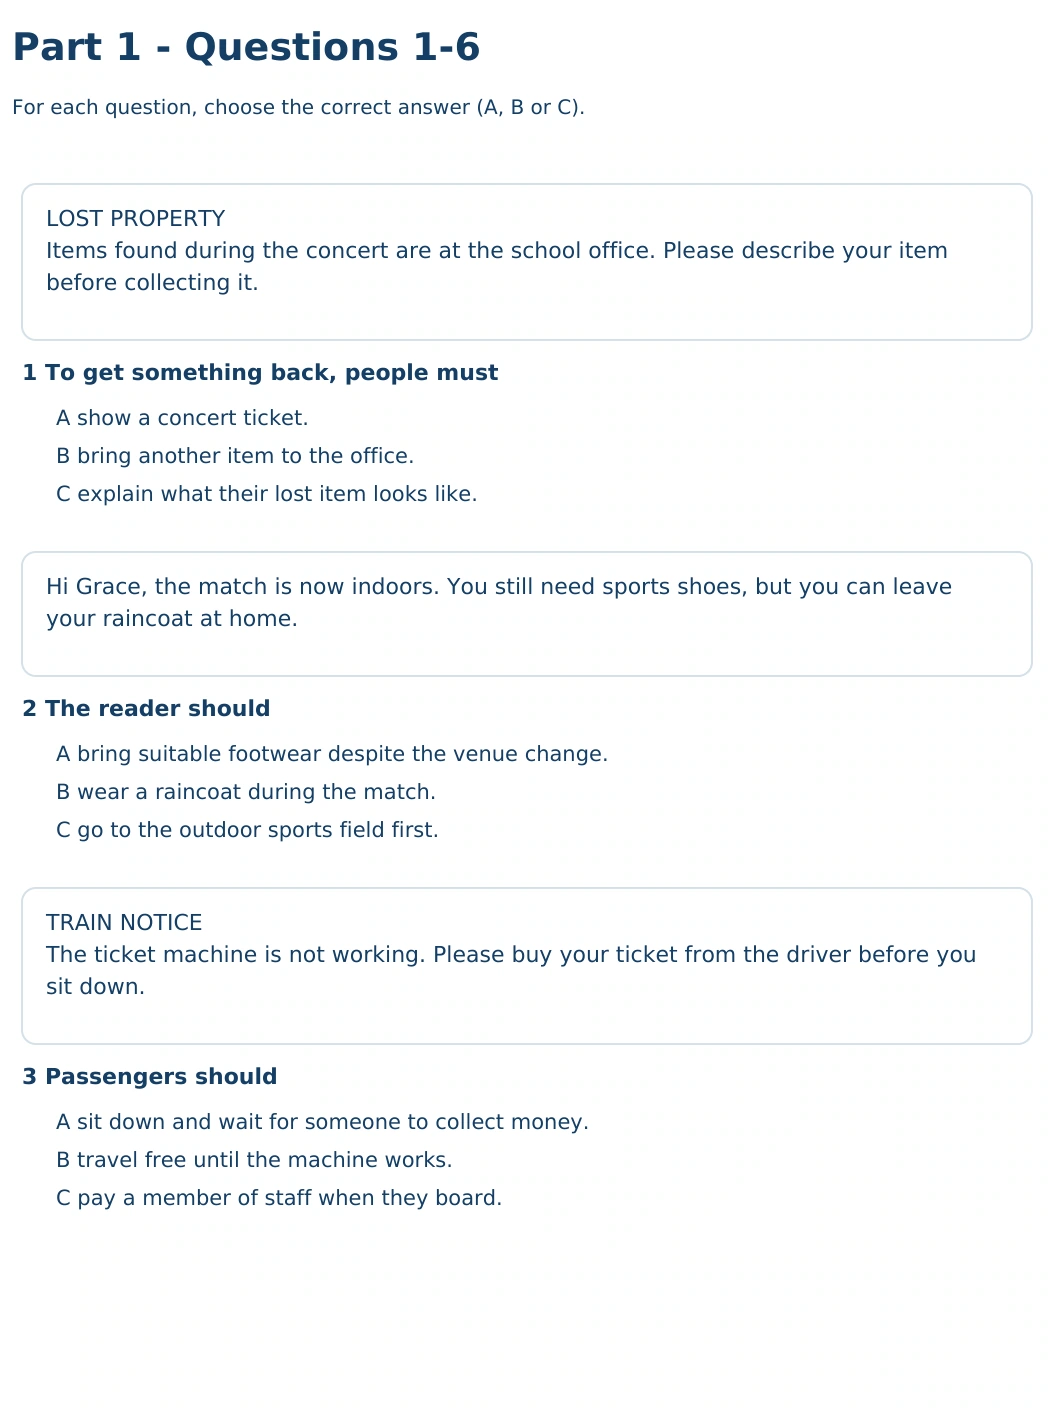 Part 1 - Questions 1-6
For each question, choose the correct answer (A, B or C).
LOST PROPERTY
Items found during the concert are at the school office. Please describe your item
before collecting it.
1 To get something back, people must
A show a concert ticket.
B bring another item to the office.
C explain what their lost item looks like.
Hi Grace, the match is now indoors. You still need sports shoes, but you can leave
your raincoat at home.
2 The reader should
A bring suitable footwear despite the venue change.
B wear a raincoat during the match.
C go to the outdoor sports field first.
TRAIN NOTICE
The ticket machine is not working. Please buy your ticket from the driver before you
sit down.
3 Passengers should
A sit down and wait for someone to collect money.
B travel free until the machine works.
C pay a member of staff when they board.